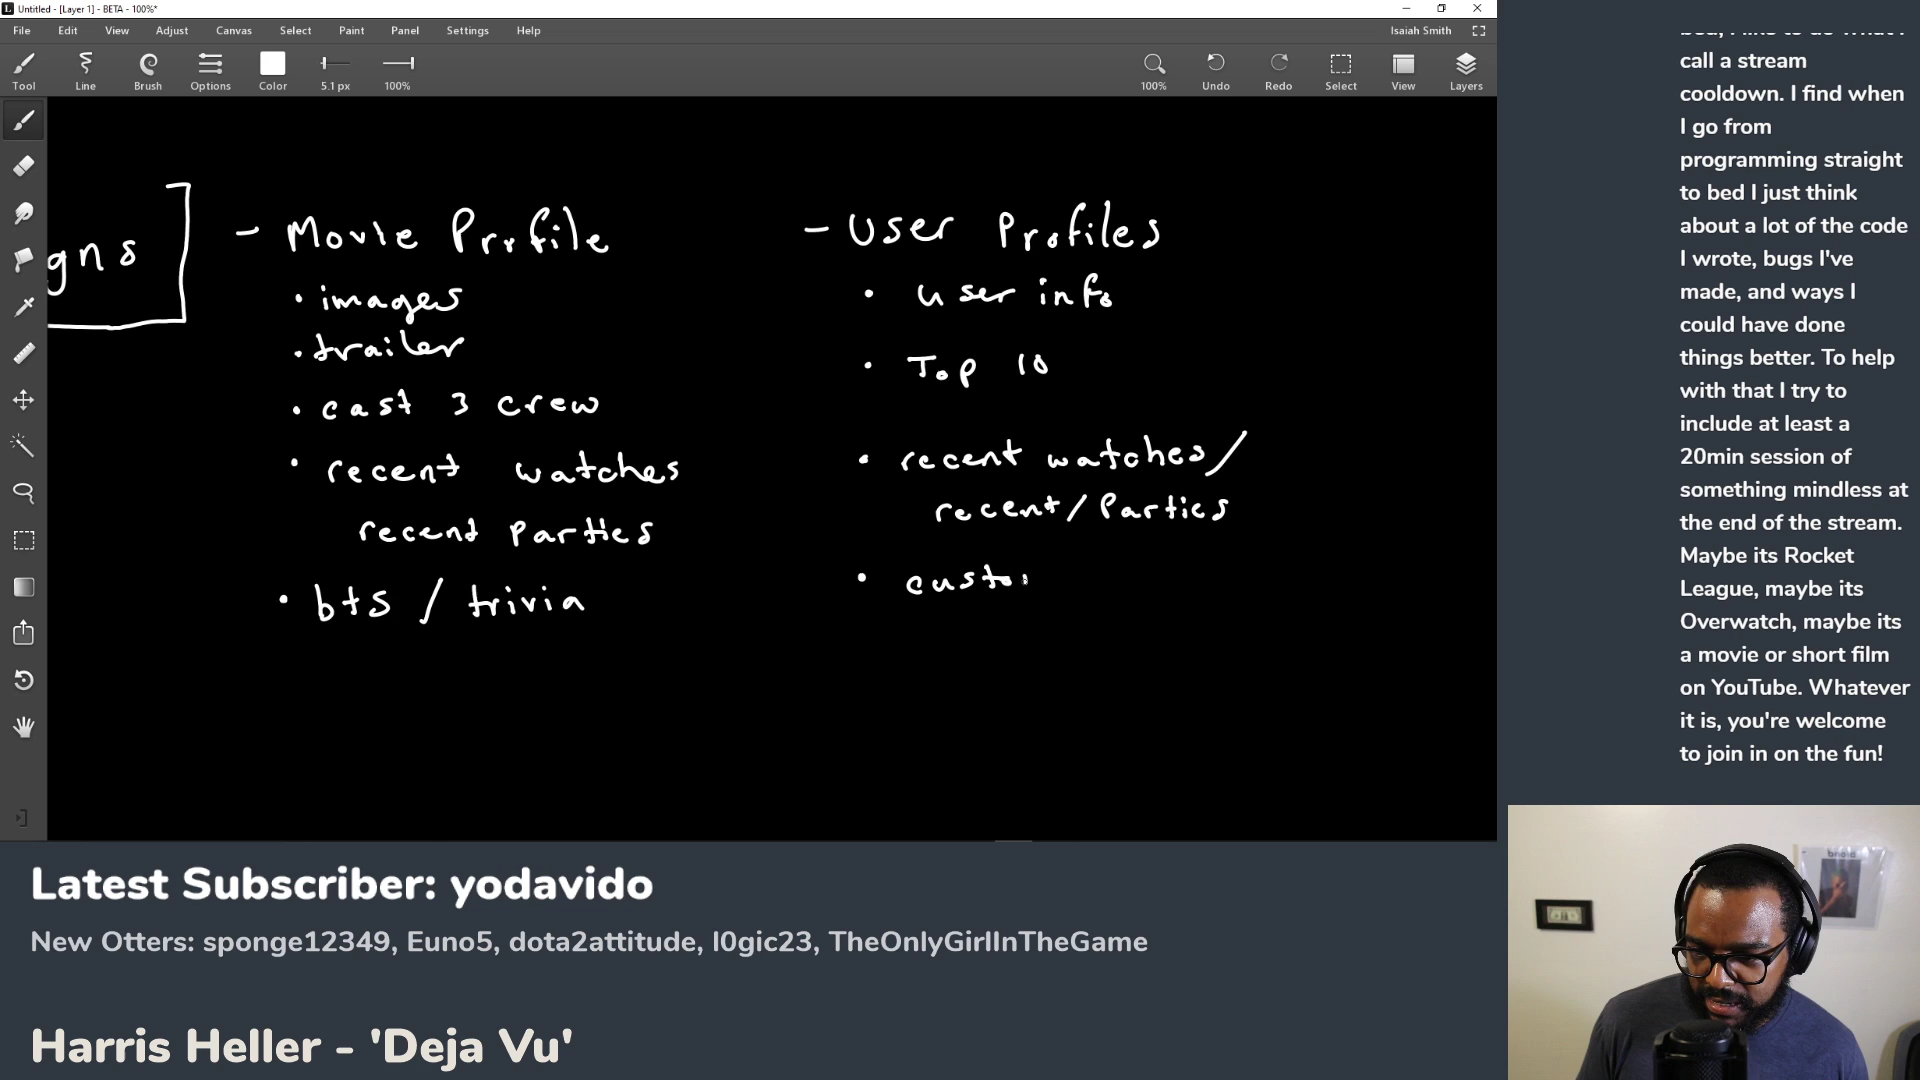 Untitled - [Layer 1] - BETA - 100%*
File Edit View Adjust Canvas Select Paint Panel Settings Help
Isaiah Smith
Tool Line Brush Options Color 5.1 px 100%
100% Undo Redo Select View Layers
gns
- Movie Profile
• images
• trailer
• cast 3 crew
• recent watches
recent parties
• bts / trivia
- User Profiles
• user info
• Top 10
• recent watches/
recent/Parties
• custo
call a stream
cooldown. I find when
I go from
programming straight
to bed I just think
about a lot of the code
I wrote, bugs I've
made, and ways I
could have done
things better. To help
with that I try to
include at least a
20min session of
something mindless at
the end of the stream.
Maybe its Rocket
League, maybe its
Overwatch, maybe its
a movie or short film
on YouTube. Whatever
it is, you're welcome
to join in on the fun!
Latest Subscriber: yodavido
New Otters: sponge12349, Euno5, dota2attitude, l0gic23, TheOnlyGirlInTheGame
Harris Heller - 'Deja Vu'